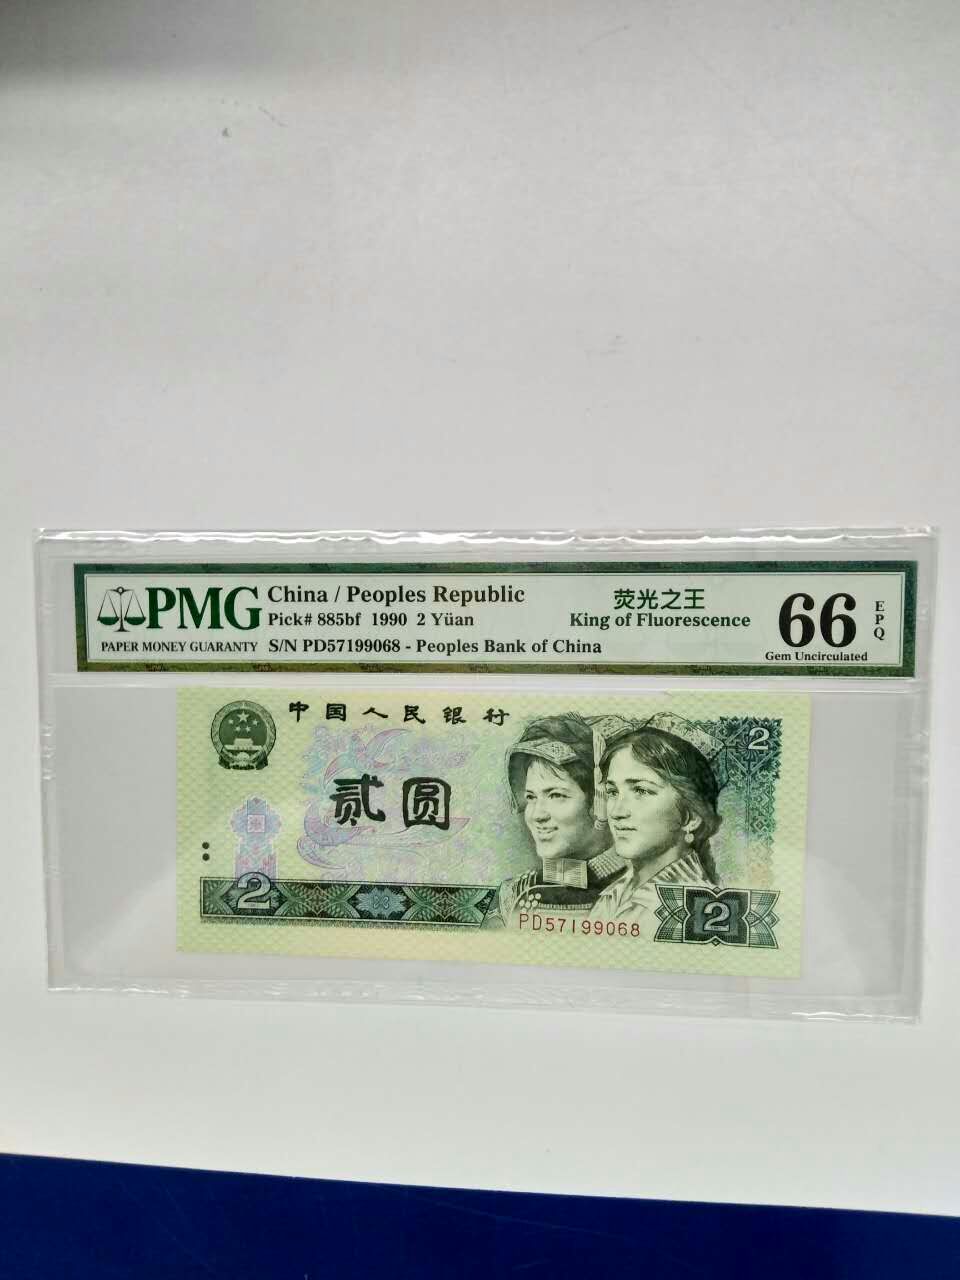 PMG
PAPER MONEY GUARANTY
China / Peoples Republic
Pick# 885bf 1990 2 Yüan
S/N PD57199068 - Peoples Bank of China
荧光之王
King of Fluorescence
66
EPQ
Gem Uncirculated
中国人民银行
2
贰圆
2
PD57199068
2